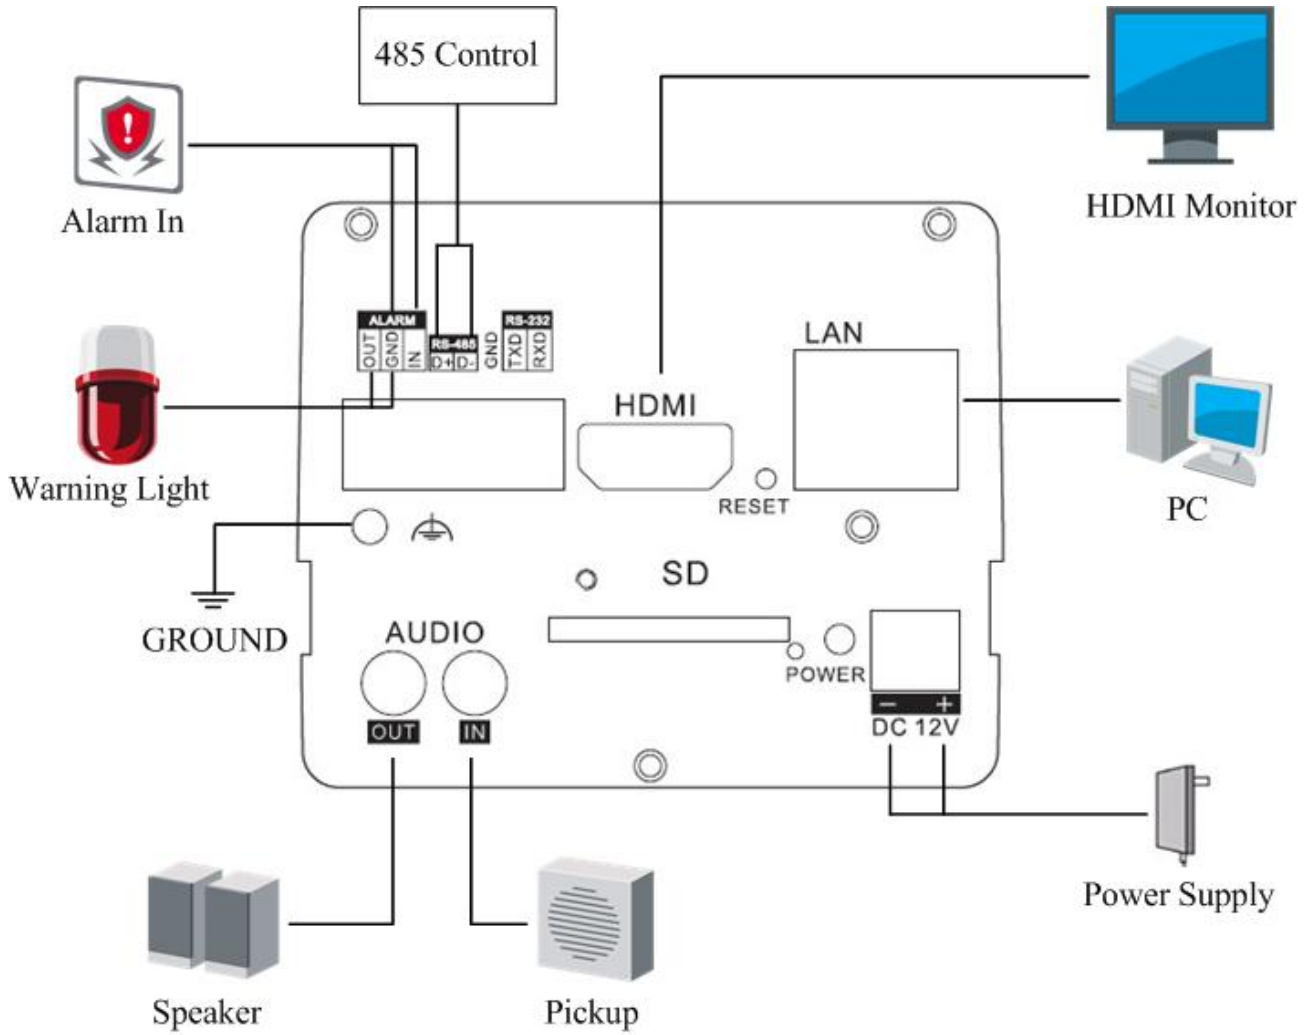 485 Control
Alarm In
HDMI Monitor
ALARM
RS-232
OUT
GND
IN
RS-485
D+ D-
GND
TXD
RXD
LAN
HDMI
Warning Light
RESET
PC
SD
GROUND
AUDIO
POWER
OUT
IN
- +
DC 12V
Power Supply
Speaker
Pickup